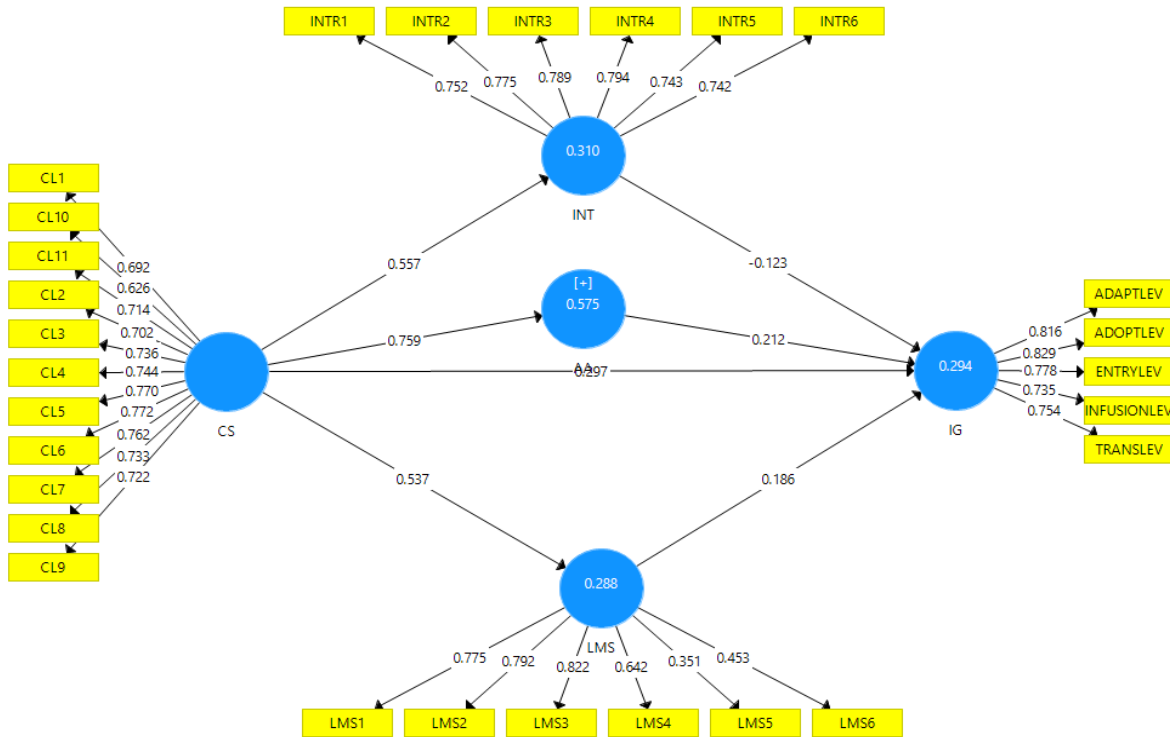 INTR1 INTR2 INTR3 INTR4 INTR5 INTR6
0.752 0.775 0.789 0.794 0.743 0.742
0.310
INT
CL1
CL10
CL11
CL2
CL3
CL4
CL5
CL6
CL7
CL8
CL9
0.692
0.626
0.714
0.702
0.736
0.744
0.770
0.772
0.762
0.733
0.722
CS
0.557
-0.123
[+]
0.575
AA
0.759
0.212
0.297
0.537
0.186
0.294
IG
0.816
0.829
0.778
0.735
0.754
ADAPTLEV
ADOPTLEV
ENTRYLEV
INFUSIONLEV
TRANSLEV
0.288
LMS
0.775 0.792 0.822 0.642 0.351 0.453
LMS1 LMS2 LMS3 LMS4 LMS5 LMS6